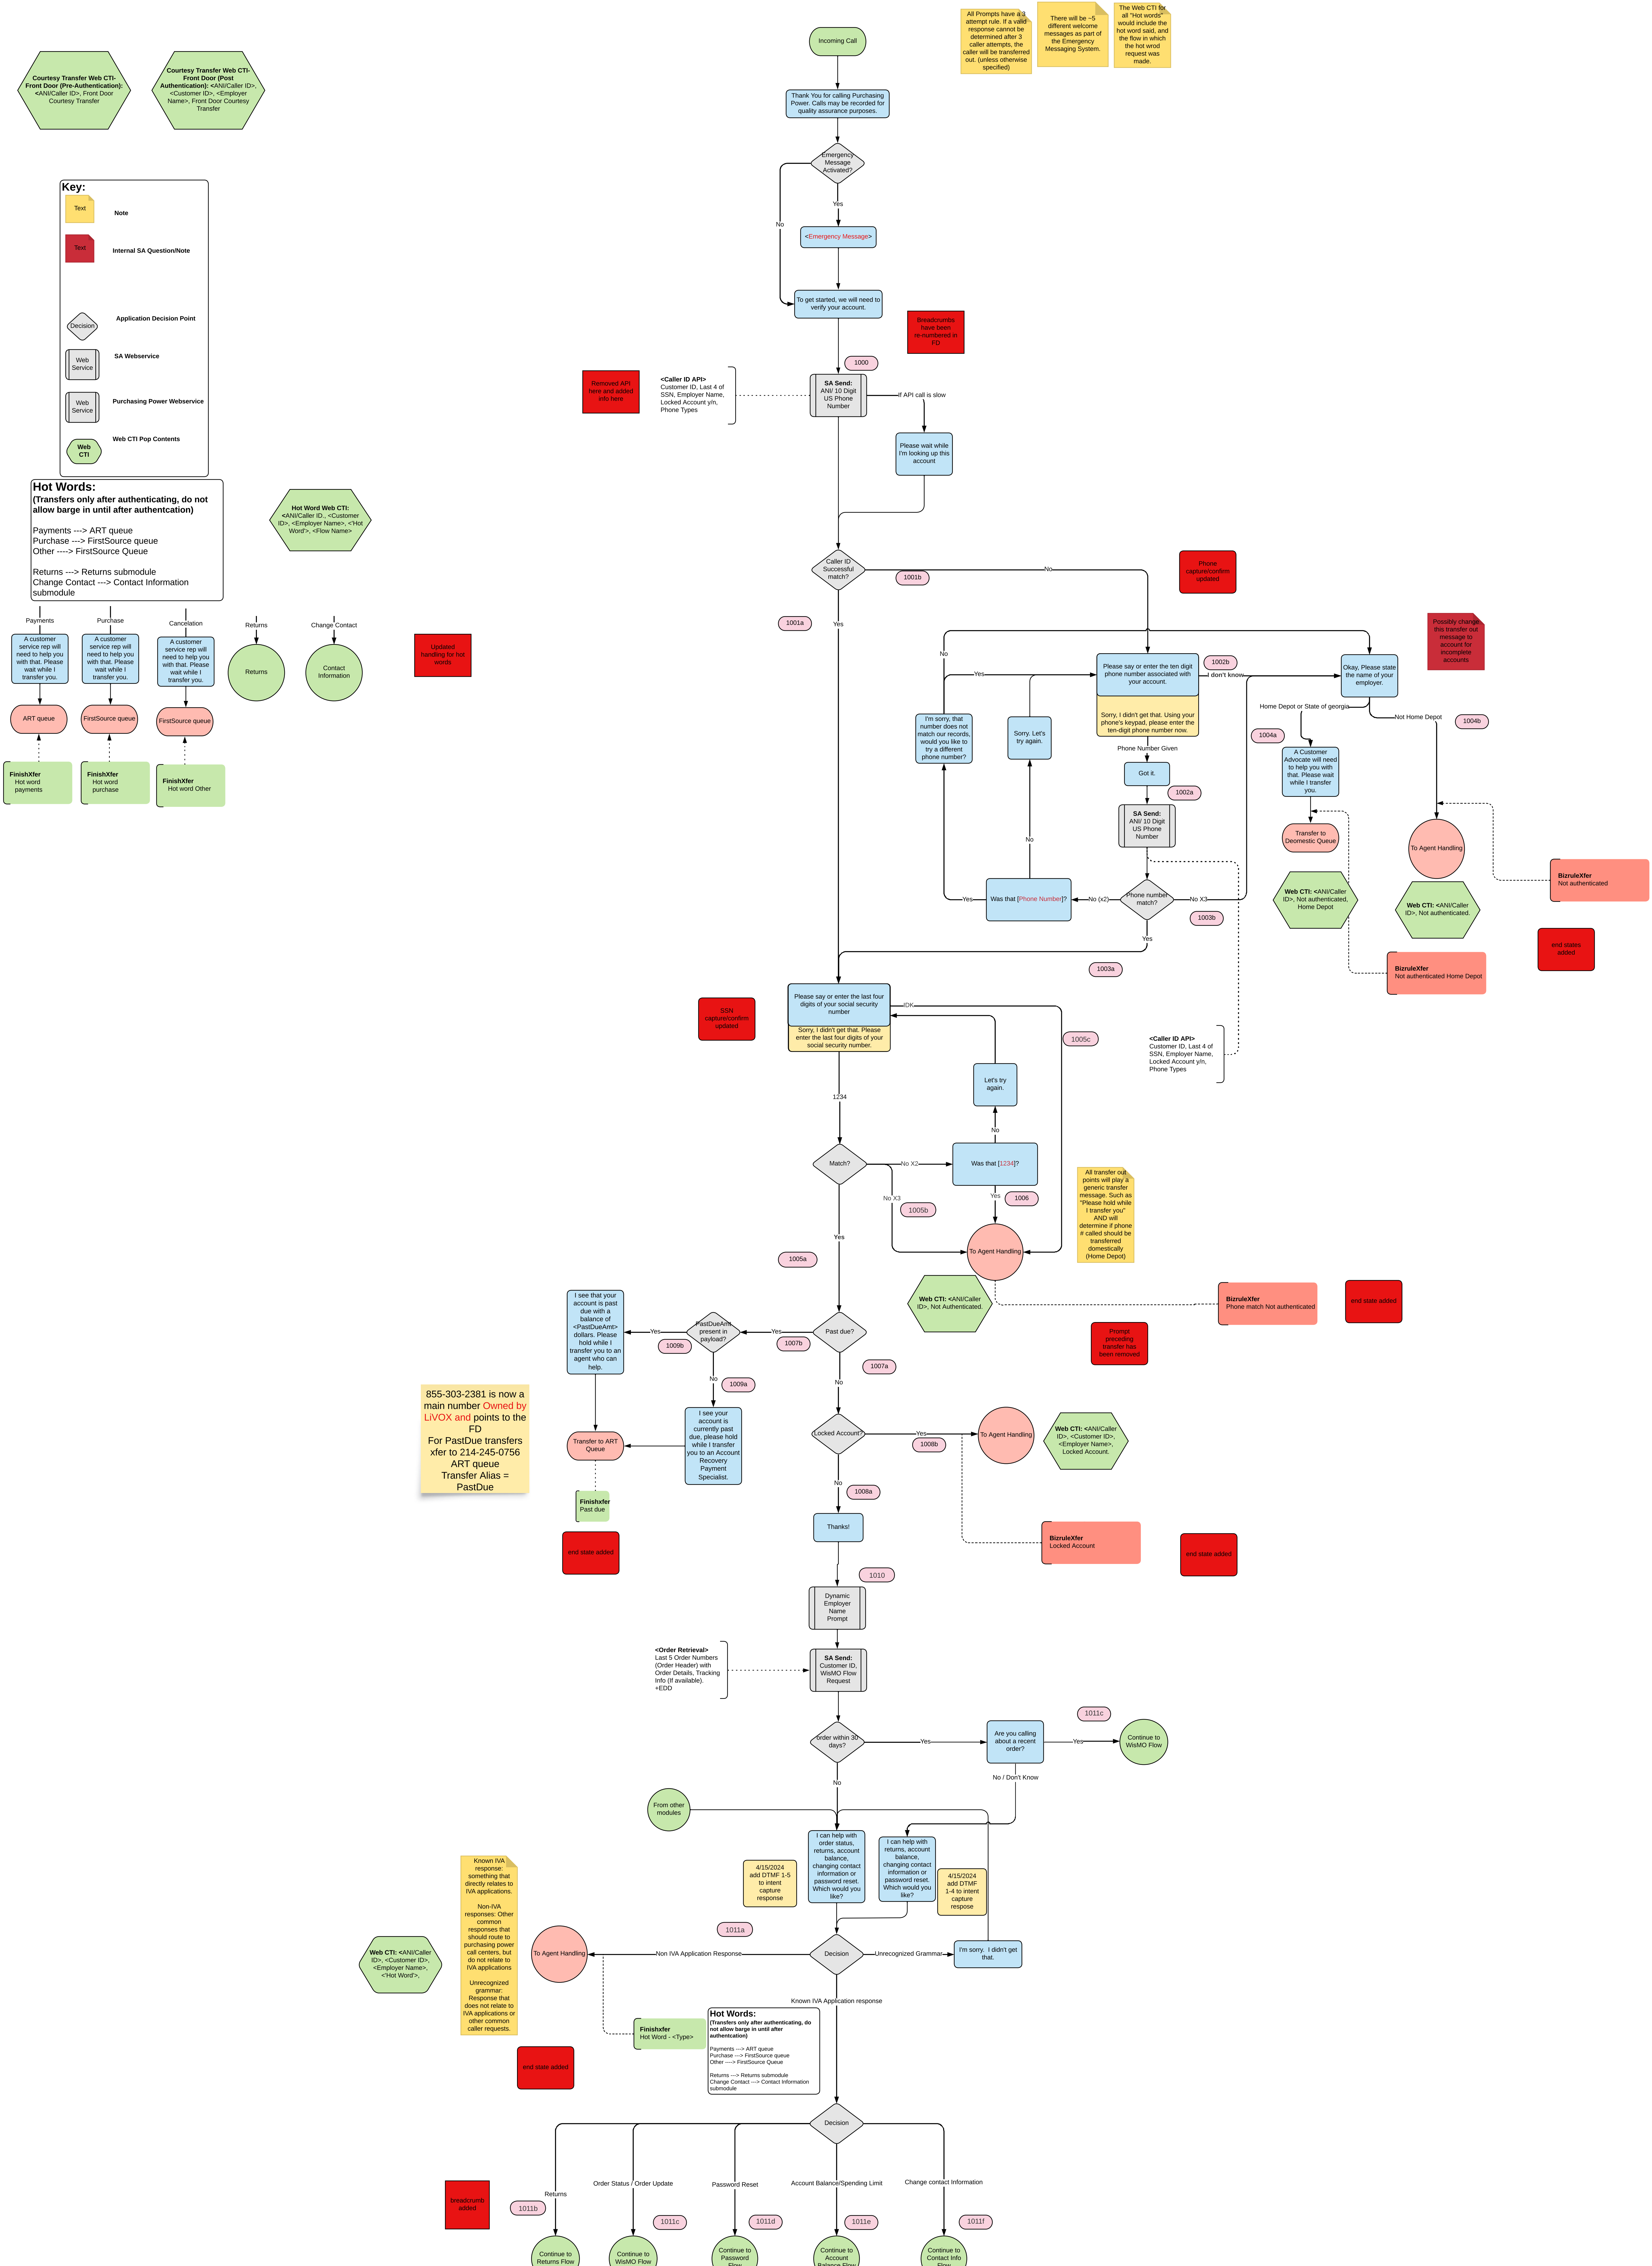 All Prompts have a 3
attempt rule. If a valid
response cannot be
determined after 3
caller attempts, the
caller will be transferred
out. (unless otherwise
specified)
There will be ~5
different welcome
messages as part of
the Emergency
Messaging System.
The Web CTI for
all "Hot words"
would include the
hot word said, and
the flow in which
the hot wrod
request was
made.
Incoming Call
Courtesy Transfer Web CTI-
Front Door (Pre-Authentication):
<ANI/Caller ID>, Front Door
Courtesy Transfer
Courtesy Transfer Web CTI-
Front Door (Post
Authentication): <ANI/Caller ID>,
<Customer ID>, <Employer
Name>, Front Door Courtesy
Transfer
Thank You for calling Purchasing
Power. Calls may be recorded for
quality assurance purposes.
Emergency
Message
Activated?
Yes
No
<Emergency Message>
To get started, we will need to
verify your account.
Key:
Text
Note
Text
Internal SA Question/Note
Decision
Application Decision Point
Web
Service
SA Webservice
Web
Service
Purchasing Power Webservice
Web
CTI
Web CTI Pop Contents
Breadcrumbs
have been
re-numbered in
FD
1000
Removed API
here and added
info here
<Caller ID API>
Customer ID, Last 4 of
SSN, Employer Name,
Locked Account y/n,
Phone Types
SA Send:
ANI/ 10 Digit
US Phone
Number
If API call is slow
Please wait while
I'm looking up this
account
Hot Words:
(Transfers only after authenticating, do not
allow barge in until after authentcation)
Payments ---> ART queue
Purchase ---> FirstSource queue
Other ----> FirstSource Queue
Returns ---> Returns submodule
Change Contact ---> Contact Information
submodule
Hot Word Web CTI:
<ANI/Caller ID., <Customer
ID>, <Employer Name>, <'Hot
Word'>, <Flow Name>
Payments
Purchase
Cancelation
Returns
Change Contact
A customer
service rep will
need to help you
with that. Please
wait while I
transfer you.
A customer
service rep will
need to help you
with that. Please
wait while I
transfer you.
A customer
service rep will
need to help you
with that. Please
wait while I
transfer you.
Returns
Contact
Information
Updated
handling for hot
words
ART queue
FirstSource queue
FirstSource queue
FinishXfer
Hot word
payments
FinishXfer
Hot word
purchase
FinishXfer
Hot word Other
Caller ID
Successful
match?
1001b
No
1001a
Yes
Phone
capture/confirm
updated
Possibly change
this transfer out
message to
account for
incomplete
accounts
No
Yes
Please say or enter the ten digit
phone number associated with
your account.
Sorry, I didn't get that. Using your
phone's keypad, please enter the
ten-digit phone number now.
1002b
I don't know
Okay, Please state
the name of your
employer.
Home Depot or State of georgia
Not Home Depot
1004b
1004a
I'm sorry, that
number does not
match our records,
would you like to
try a different
phone number?
Sorry. Let's
try again.
Phone Number Given
Got it.
1002a
SA Send:
ANI/ 10 Digit
US Phone
Number
A Customer
Advocate will need
to help you with
that. Please wait
while I transfer
you.
Transfer to
Deomestic Queue
To Agent Handling
No
Yes
Was that [Phone Number]?
No (x2)
Phone number
match?
No X3
1003b
Yes
1003a
Web CTI: <ANI/Caller
ID>, Not authenticated,
Home Depot
Web CTI: <ANI/Caller
ID>, Not authenticated.
BizruleXfer
Not authenticated
end states
added
BizruleXfer
Not authenticated Home Depot
SSN
capture/confirm
updated
Please say or enter the last four
digits of your social security
number
Sorry, I didn't get that. Please
enter the last four digits of your
social security number.
IDK
1005c
<Caller ID API>
Customer ID, Last 4 of
SSN, Employer Name,
Locked Account y/n,
Phone Types
Let's try
again.
1234
No
Match?
No X2
Was that [1234]?
No X3
1005b
Yes
1006
All transfer out
points will play a
generic transfer
message. Such as
"Please hold while
I transfer you"
AND will
determine if phone
# called should be
transferred
domestically
(Home Depot)
Yes
1005a
To Agent Handling
Web CTI: <ANI/Caller
ID>, Not Authenticated.
BizruleXfer
Phone match Not authenticated
end state added
Prompt
preceding
transfer has
been removed
I see that your
account is past
due with a
balance of
<PastDueAmt>
dollars. Please
hold while I
transfer you to an
agent who can
help.
Yes
1009b
PastDueAmt
present in
payload?
Yes
1007b
Past due?
1007a
No
No
1009a
855-303-2381 is now a
main number Owned by
LiVOX and points to the
FD
For PastDue transfers
xfer to 214-245-0756
ART queue
Transfer Alias =
PastDue
Transfer to ART
Queue
I see your
account is
currently past
due, please hold
while I transfer
you to an Account
Recovery
Payment
Specialist.
Locked Account?
Yes
1008b
To Agent Handling
Web CTI: <ANI/Caller
ID>, <Customer ID>,
<Employer Name>,
Locked Account.
No
1008a
Finishxfer
Past due
end state added
Thanks!
BizruleXfer
Locked Account
end state added
1010
Dynamic
Employer
Name
Prompt
<Order Retrieval>
Last 5 Order Numbers
(Order Header) with
Order Details, Tracking
Info (If available).
+EDD
SA Send:
Customer ID,
WisMO Flow
Request
order within 30
days?
Yes
Are you calling
about a recent
order?
1011c
Yes
Continue to
WisMO Flow
No
No / Don't Know
From other
modules
4/15/2024
add DTMF 1-5
to intent
capture
response
I can help with
order status,
returns, account
balance,
changing contact
information or
password reset.
Which would you
like?
I can help with
returns, account
balance,
changing contact
information or
password reset.
Which would you
like?
4/15/2024
add DTMF
1-4 to intent
capture
respose
Known IVA
response:
something that
directly relates to
IVA applications.
Non-IVA
responses: Other
common
responses that
should route to
purchasing power
call centers, but
do not relate to
IVA applications
Unrecognized
grammar:
Response that
does not relate to
IVA applications or
other common
caller requests.
1011a
Web CTI: <ANI/Caller
ID>, <Customer ID>,
<Employer Name>,
<'Hot Word'>,
To Agent Handling
Non IVA Application Response
Decision
Unrecognized Grammar
I'm sorry. I didn't get
that.
Known IVA Application response
Finishxfer
Hot Word - <Type>
Hot Words:
(Transfers only after authenticating, do
not allow barge in until after
authentcation)
Payments ---> ART queue
Purchase ---> FirstSource queue
Other ----> FirstSource Queue
Returns ---> Returns submodule
Change Contact ---> Contact Information
submodule
end state added
Decision
breadcrumb
added
Returns
Order Status / Order Update
Password Reset
Account Balance/Spending Limit
Change contact Information
1011b
1011c
1011d
1011e
1011f
Continue to
Returns Flow
Continue to
WisMO Flow
Continue to
Password
Flow
Continue to
Account
Balance Flow
Continue to
Contact Info
Flow